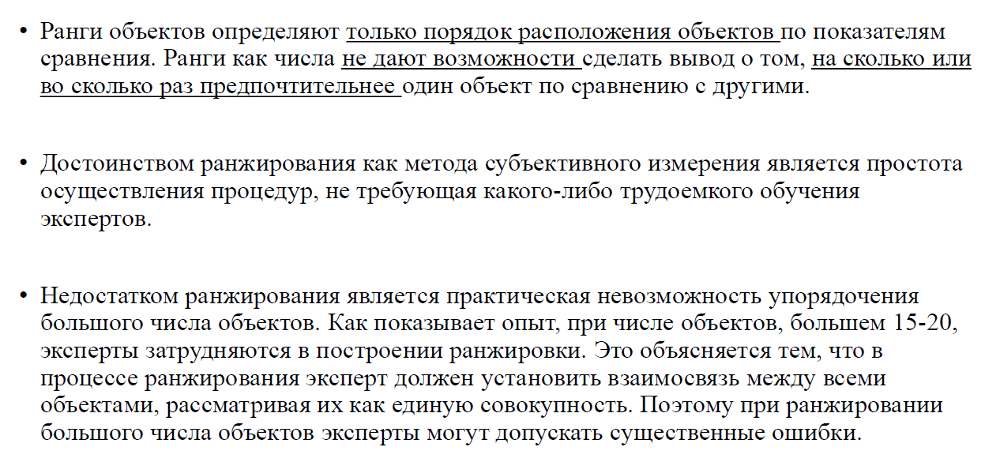 • Ранги объектов определяют только порядок расположения объектов по показателям
сравнения. Ранги как числа не дают возможности сделать вывод о том, на сколько или
во сколько раз предпочтительнее один объект по сравнению с другими.
• Достоинством ранжирования как метода субъективного измерения является простота
осуществления процедур, не требующая какого-либо трудоемкого обучения
экспертов.
• Недостатком ранжирования является практическая невозможность упорядочения
большого числа объектов. Как показывает опыт, при числе объектов, большем 15-20,
эксперты затрудняются в построении ранжировки. Это объясняется тем, что в
процессе ранжирования эксперт должен установить взаимосвязь между всеми
объектами, рассматривая их как единую совокупность. Поэтому при ранжировании
большого числа объектов эксперты могут допускать существенные ошибки.